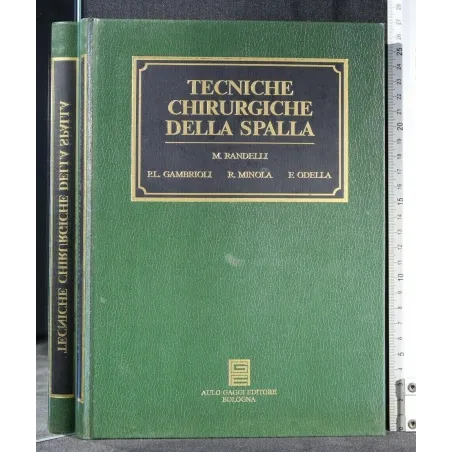 TECNICHE
CHIRURGICHE
DELLA SPALLA
M. RANDELLI
P.L. GAMBRIOLI R. MINOLA F. ODELLA
AULO GAGGI EDITORE
BOLOGNA
TECNICHE CHIRURGICHE DELLA SPALLA